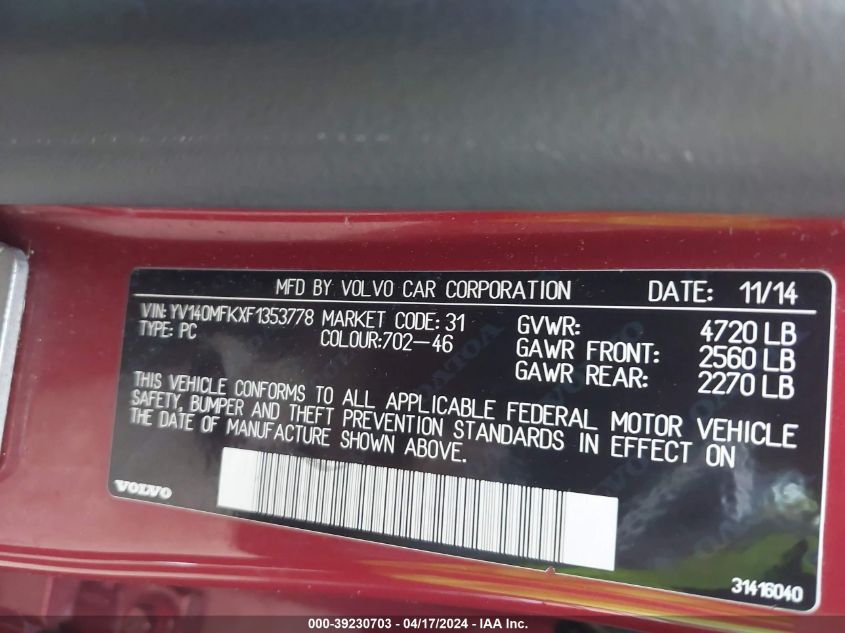 MFD BY VOLVO CAR CORPORATION DATE: 11/14
VIN: YV140MFKXF1353778 MARKET CODE: 31 GVWR: 4720 LB
TYPE: PC COLOUR:702-46 GAWR FRONT: 2560 LB
GAWR REAR: 2270 LB
THIS VEHICLE CONFORMS TO ALL APPLICABLE FEDERAL MOTOR VEHICLE
SAFETY, BUMPER AND THEFT PREVENTION STANDARDS IN EFFECT ON
THE DATE OF MANUFACTURE SHOWN ABOVE.
VOLVO
31416040
000-39230703 - 04/17/2024 - IAA Inc.